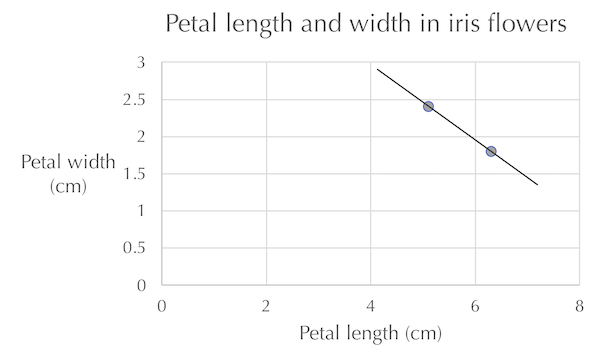 Petal length and width in iris flowers
3
2.5
2
Petal width
1.5
(cm)
1
0.5
0
0 2 4 6 8
Petal length (cm)